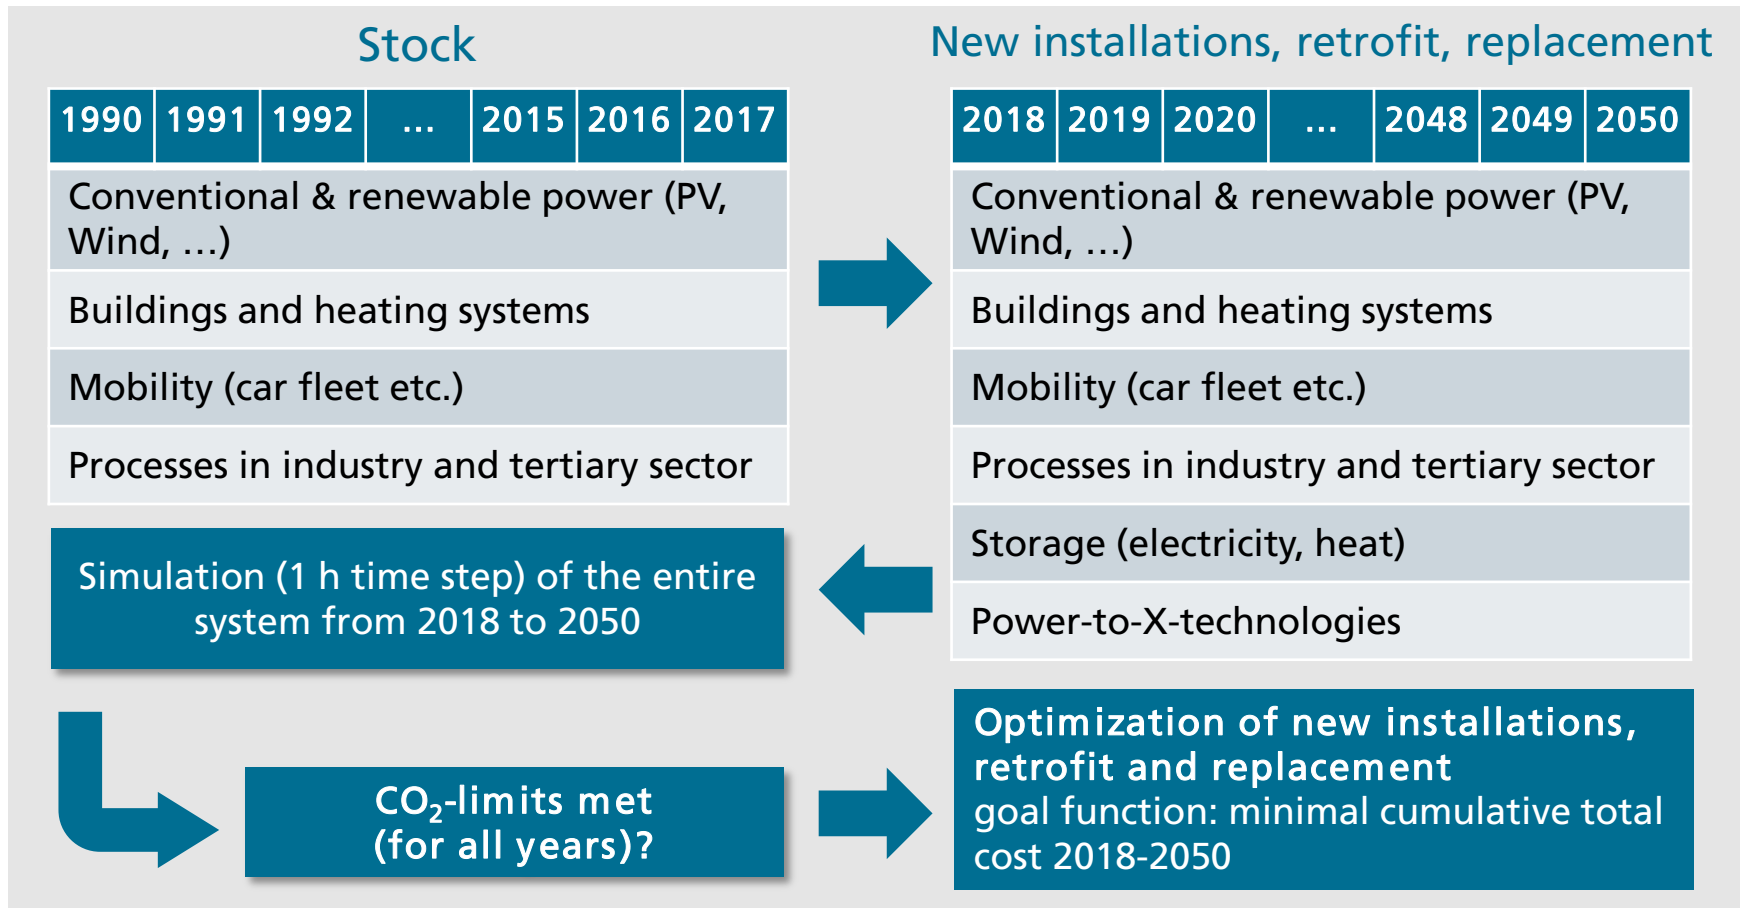 Stock
1990 1991 1992 ... 2015 2016 2017
Conventional & renewable power (PV,
Wind, ...)
Buildings and heating systems
Mobility (car fleet etc.)
Processes in industry and tertiary sector
New installations, retrofit, replacement
2018 2019 2020 ... 2048 2049 2050
Conventional & renewable power (PV,
Wind, ...)
Buildings and heating systems
Mobility (car fleet etc.)
Processes in industry and tertiary sector
Storage (electricity, heat)
Power-to-X-technologies
Simulation (1 h time step) of the entire
system from 2018 to 2050
CO₂-limits met
(for all years)?
Optimization of new installations,
retrofit and replacement
goal function: minimal cumulative total
cost 2018-2050